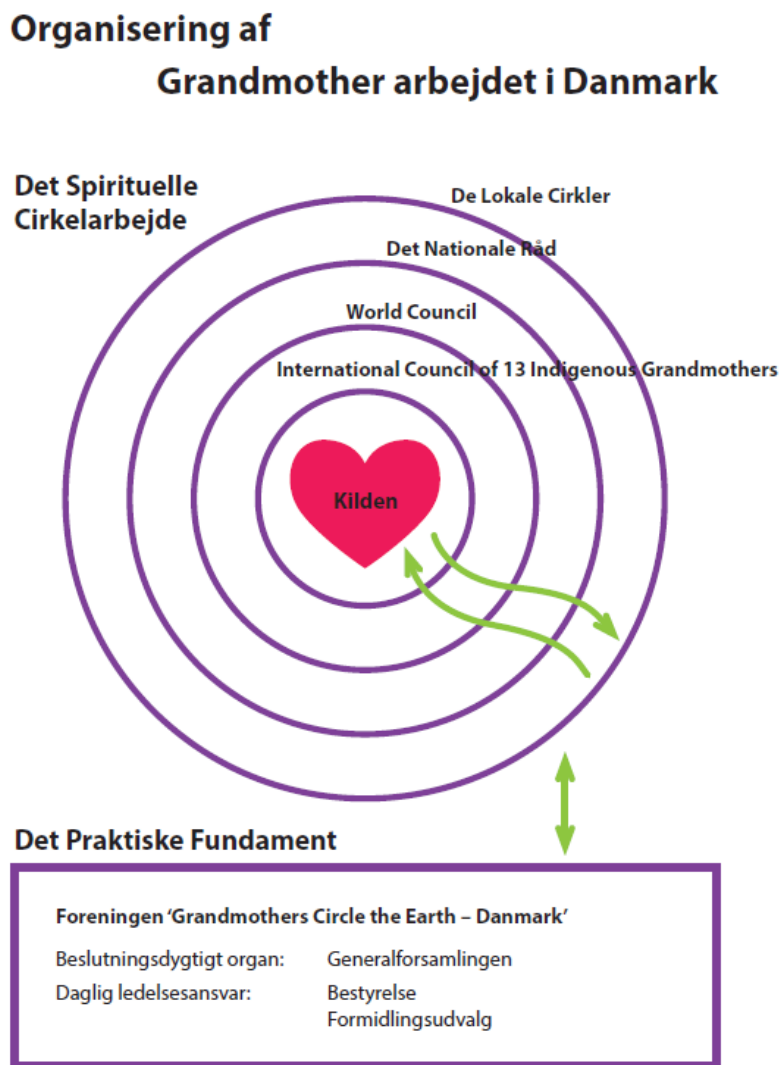 Organisering af
Grandmother arbejdet i Danmark
Det Spirituelle
Cirkelarbejde
De Lokale Cirkler
Det Nationale Råd
World Council
International Council of 13 Indigenous Grandmothers
Kilden
Det Praktiske Fundament
Foreningen ‘Grandmothers Circle the Earth – Danmark’
Beslutningsdygtigt organ: Generalforsamlingen
Daglig ledelsesansvar: Bestyrelse
Formidlingsudvalg